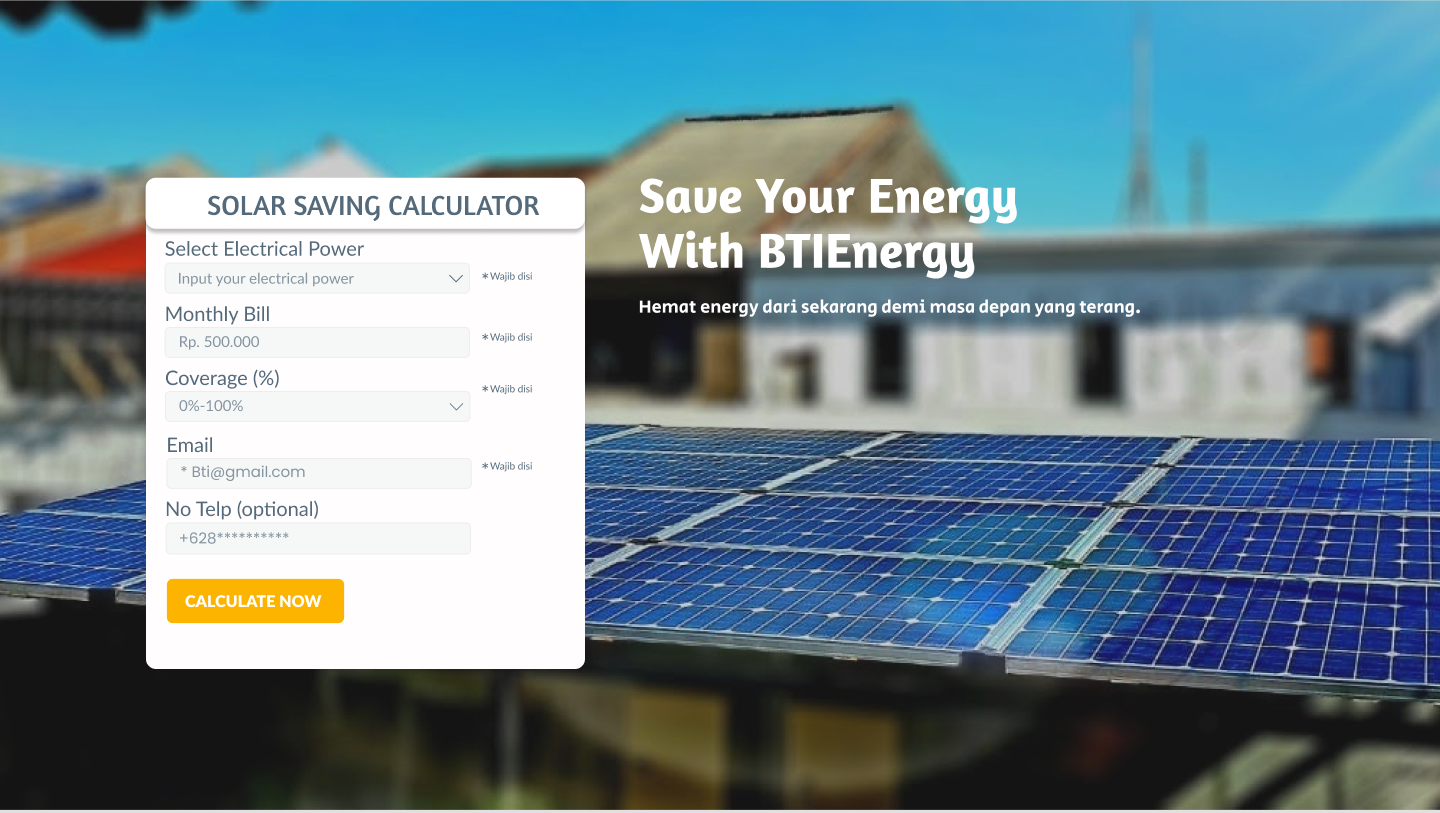 SOLAR SAVING CALCULATOR
Select Electrical Power
Input your electrical power
*Wajib disi
Monthly Bill
Rp. 500.000
*Wajib disi
Coverage (%)
0%-100%
*Wajib disi
Email
* Bti@gmail.com
*Wajib disi
No Telp (optional)
+628**********
CALCULATE NOW
Save Your Energy
With BTIEnergy
Hemat energy dari sekarang demi masa depan yang terang.